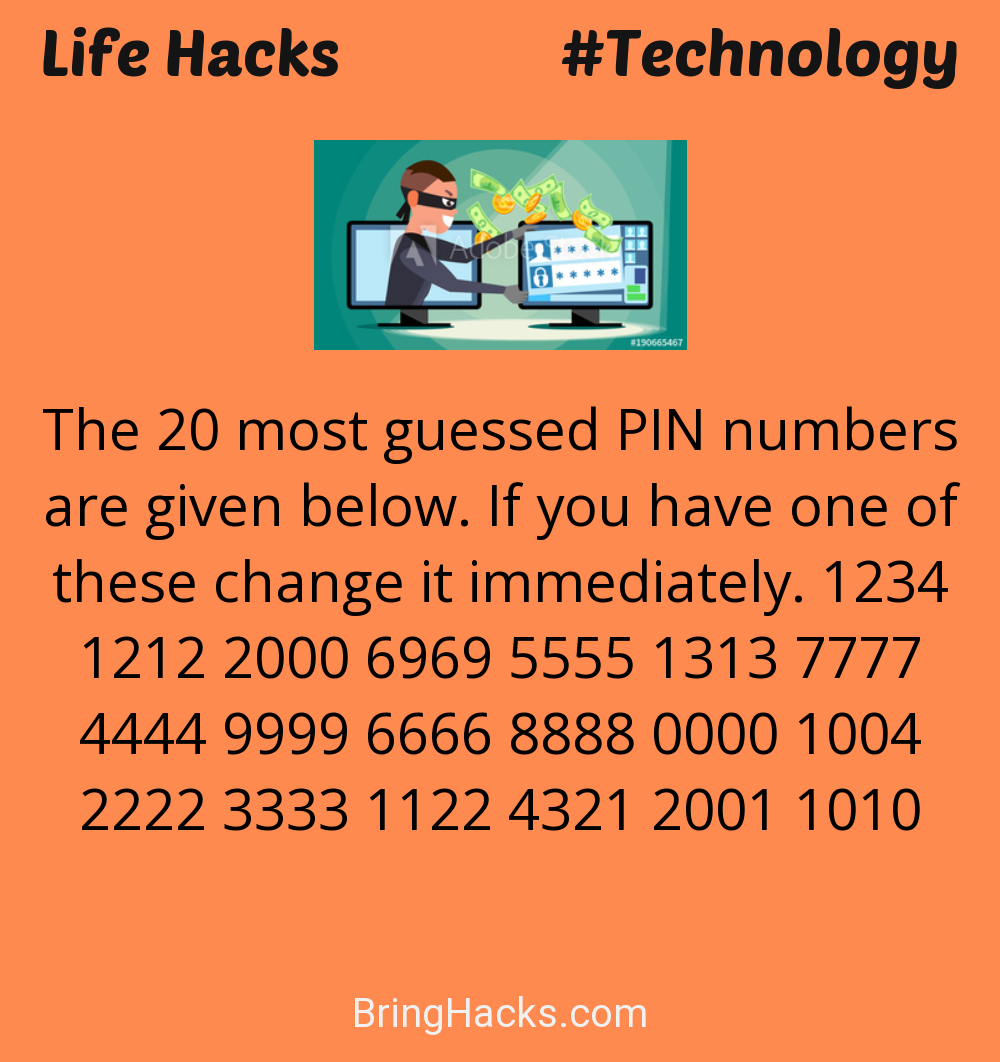 Life Hacks #Technology
Adobe
* * *
* * * * *
#190665467
The 20 most guessed PIN numbers
are given below. If you have one of
these change it immediately. 1234
1212 2000 6969 5555 1313 7777
4444 9999 6666 8888 0000 1004
2222 3333 1122 4321 2001 1010
BringHacks.com